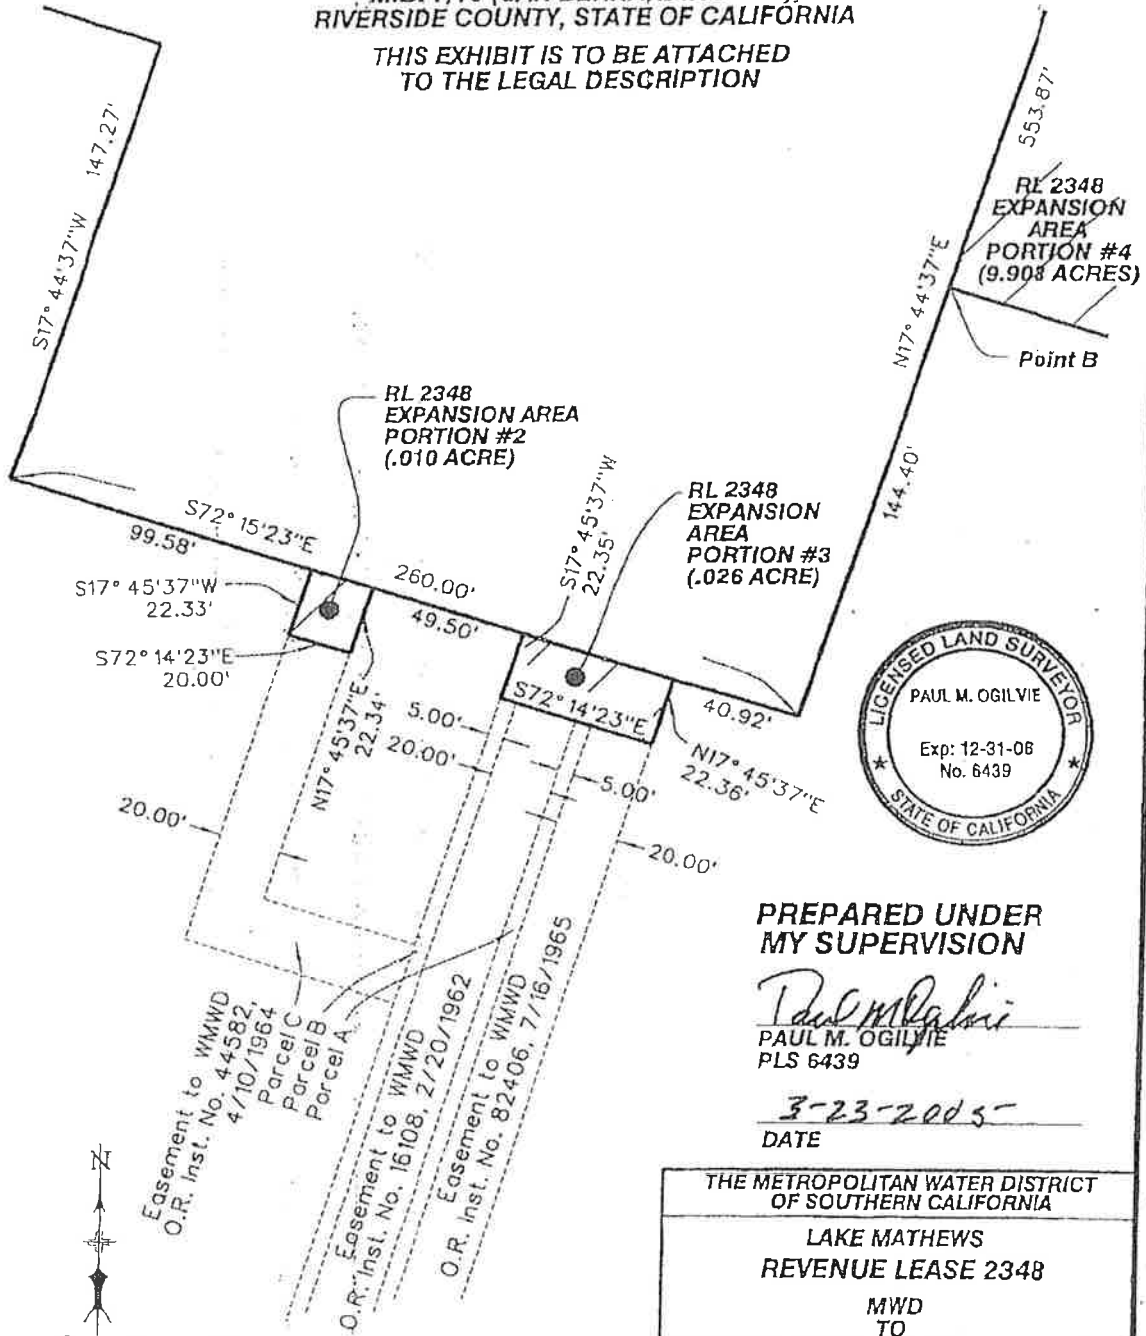 RIVERSIDE COUNTY, STATE OF CALIFORNIA
THIS EXHIBIT IS TO BE ATTACHED
TO THE LEGAL DESCRIPTION
S17° 44'37"W 147.27'
553.87'
RL 2348
EXPANSION
AREA
PORTION #4
(9.908 ACRES)
N17° 44'37"E
Point B
144.40'
RL 2348
EXPANSION AREA
PORTION #2
(.010 ACRE)
S17° 45'37"W
22.35'
RL 2348
EXPANSION
AREA
PORTION #3
(.026 ACRE)
S72° 15'23"E
99.58'
260.00'
49.50'
S17° 45'37"W
22.33'
S72° 14'23"E
20.00'
N17° 45'37"E
22.34'
S72° 14'23"E
40.92'
N17° 45'37"E
22.36'
5.00'
20.00'
5.00'
20.00'
20.00'
LICENSED LAND SURVEYOR
PAUL M. OGILVIE
Exp: 12-31-06
No. 6439
STATE OF CALIFORNIA
PREPARED UNDER
MY SUPERVISION
Paul M Ogilvie
PAUL M. OGILVIE
PLS 6439
3-23-2005
DATE
Easement to WMWD
O.R. Inst. No. 44582,
4/10/1964
Parcel C
Parcel B
Parcel A
Easement to WMWD
O.R. Inst. No. 16108, 2/20/1962
Easement to WMWD
O.R. Inst. No. 82406, 7/16/1965
N
THE METROPOLITAN WATER DISTRICT
OF SOUTHERN CALIFORNIA
LAKE MATHEWS
REVENUE LEASE 2348
MWD
TO